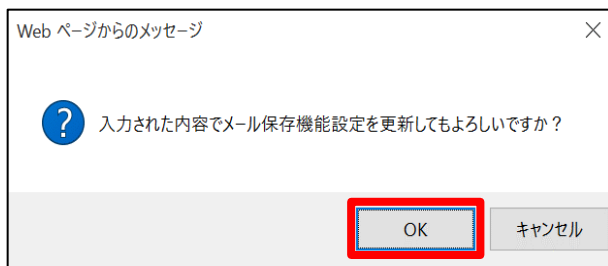 Web ページからのメッセージ
入力された内容でメール保存機能設定を更新してもよろしいですか？
OK
キャンセル